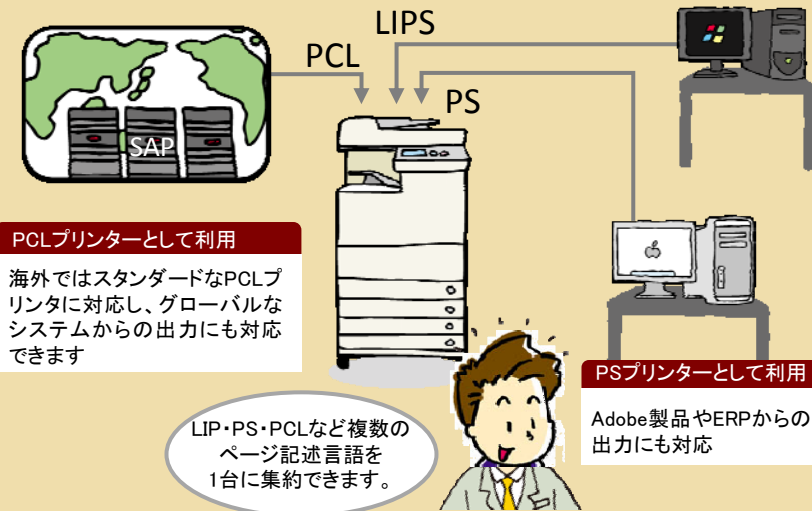 LIPS
PCL
PS
SAP
PCLプリンターとして利用
海外ではスタンダードなPCLプ
リンタに対応し、グローバルな
システムからの出力にも対応
できます
PSプリンターとして利用
Adobe製品やERPからの
出力にも対応
LIP・PS・PCLなど複数の
ページ記述言語を
1台に集約できます。